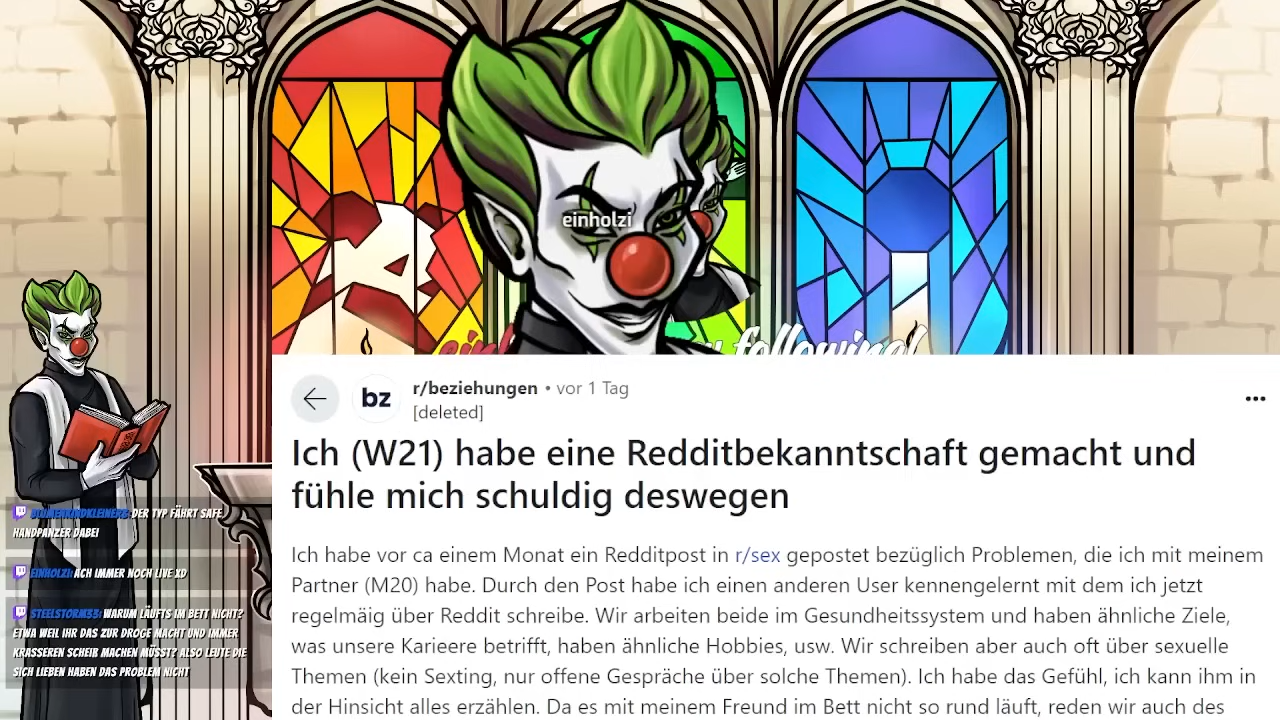 einholzi
following!
bz
r/beziehungen • vor 1 Tag
[deleted]
Ich (W21) habe eine Redditbekanntschaft gemacht und
fühle mich schuldig deswegen
Ich habe vor ca einem Monat ein Redditpost in r/sex gepostet bezüglich Problemen, die ich mit meinem
Partner (M20) habe. Durch den Post habe ich einen anderen User kennengelernt mit dem ich jetzt
regelmäig über Reddit schreibe. Wir arbeiten beide im Gesundheitssystem und haben ähnliche Ziele,
was unsere Karieere betrifft, haben ähnliche Hobbies, usw. Wir schreiben aber auch oft über sexuelle
Themen (kein Sexting, nur offene Gespräche über solche Themen). Ich habe das Gefühl, ich kann ihm in
der Hinsicht alles erzählen. Da es mit meinem Freund im Bett nicht so rund läuft, reden wir auch des
DER TYP FÄHRT SAFE
HANDPANZER DABEI
EINHOLZI: ACH IMMER NOCH LIVE XD
STEELSTORM33: WARUM LÄUFTS IM BETT NICHT?
ETWA WEIL IHR DAS ZUR DROGE MACHT UND IMMER
KRASSEREN SCHEIß MACHEN MÜSST? ALSO LEUTE DIE
SICH LIEBEN HABEN DAS PROBLEM NICHT